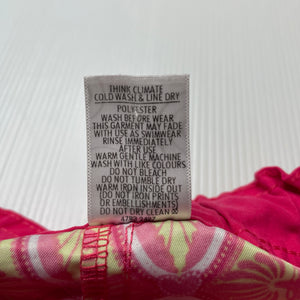 THINK CLIMATE
COLD WASH & LINE DRY
POLYESTER
WASH BEFORE WEAR
THIS GARMENT MAY FADE
WITH USE AS SWIMWEAR
RINSE IMMEDIATELY
AFTER USE
WARM GENTLE MACHINE
WASH WITH LIKE COLOURS
DO NOT BLEACH
DO NOT TUMBLE DRY
WARM IRON INSIDE OUT
(DO NOT IRON PRINTS
OR EMBELLISHMENTS)
DO NOT DRY CLEAN